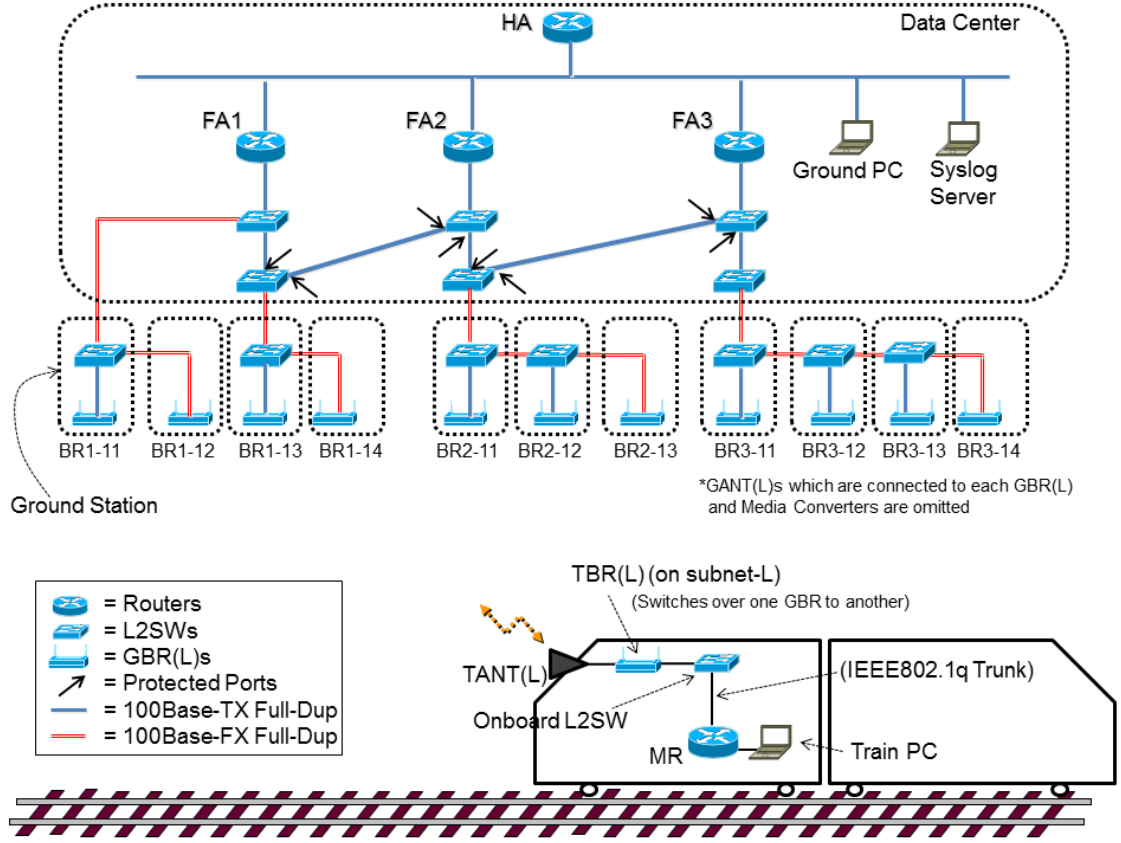 HA
Data Center
FA1
FA2
FA3
Ground PC
Syslog
Server
BR1-11
BR1-12
BR1-13
BR1-14
BR2-11
BR2-12
BR2-13
BR3-11
BR3-12
BR3-13
BR3-14
Ground Station
*GANT(L)s which are connected to each GBR(L)
and Media Converters are omitted
= Routers
= L2SWs
= GBR(L)s
= Protected Ports
= 100Base-TX Full-Dup
= 100Base-FX Full-Dup
TBR(L) (on subnet-L)
(Switches over one GBR to another)
TANT(L)
(IEEE802.1q Trunk)
Onboard L2SW
MR
Train PC